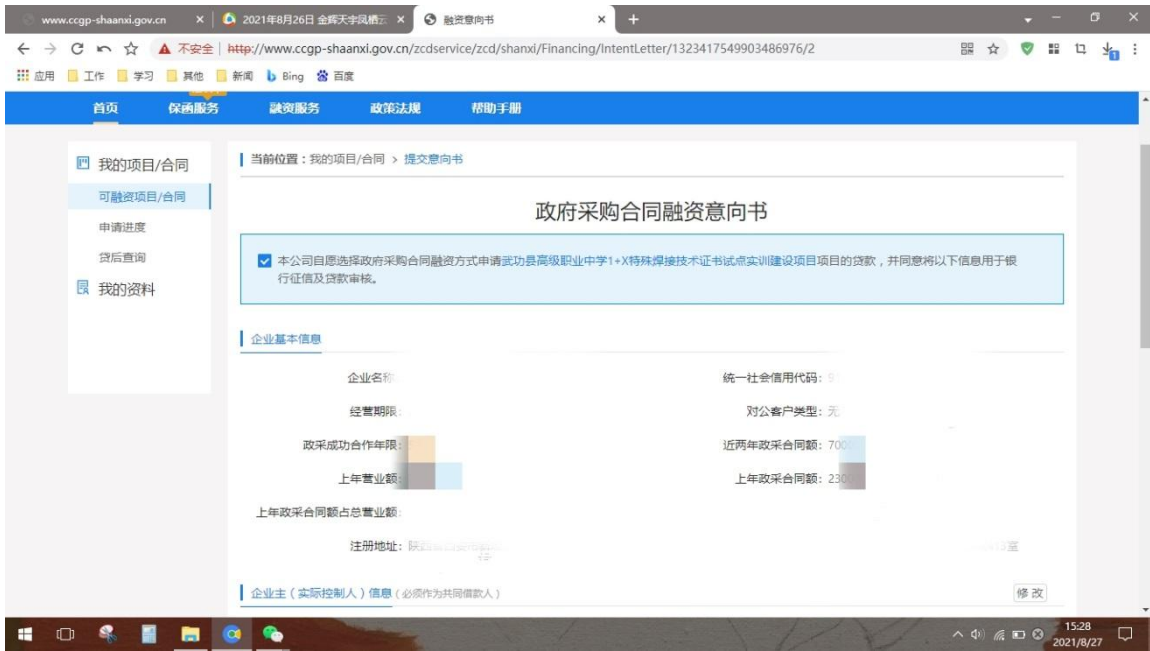 www.ccgp-shaanxi.gov.cn
2021年8月26日 金辉天宇凤栖云
融资意向书
不安全 http://www.ccgp-shaanxi.gov.cn/zcdservice/zcd/shanxi/Financing/IntentLetter/1323417549903486976/2
应用 工作 学习 其他 新闻 Bing 百度
首页 保函服务 融资服务 政策法规 帮助手册
我的项目/合同
可融资项目/合同
申请进度
贷后查询
我的资料
当前位置：我的项目/合同 > 提交意向书
政府采购合同融资意向书
本公司自愿选择政府采购合同融资方式申请武功县高级职业中学1+X特殊焊接技术证书试点实训建设项目项目的贷款，并同意将以下信息用于银
行征信及贷款审核。
企业基本信息
企业名称
统一社会信用代码: 9
经营期限:
对公客户类型: 无
政采成功合作年限:
近两年政采合同额: 700
上年营业额:
上年政采合同额: 230
上年政采合同额占总营业额:
注册地址: 陕
室
企业主（实际控制人）信息（必须作为共同借款人）
修 改
15:28
2021/8/27